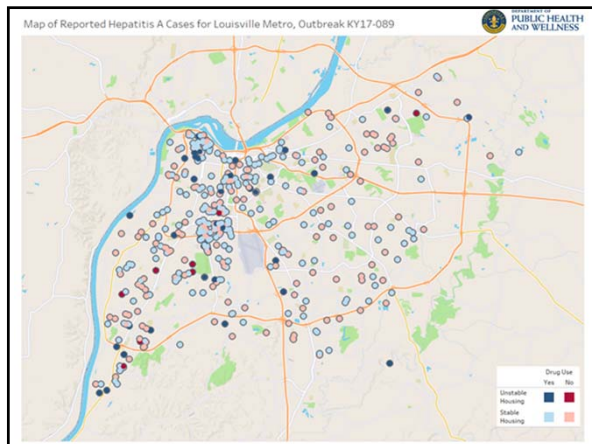 Map of Reported Hepatitis A Cases for Louisville Metro, Outbreak KY17-089
DEPARTMENT OF
PUBLIC HEALTH
AND WELLNESS
Drug Use
Yes No
Unstable
Housing
Stable
Housing